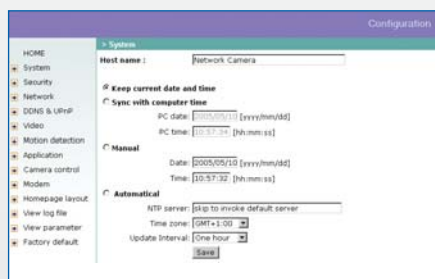 Configuration
HOME
System
Security
Network
DDNS & UPnP
Video
Motion detection
Application
Camera control
Modem
Homepage layout
View log file
View parameter
Factory default
> System
Host name : Network Camera
Keep current date and time
Sync with computer time
PC date: 2005/05/10 [yyyy/mm/dd]
PC time: 10:57:34 [hh:mm:ss]
Manual
Date: 2005/05/10 [yyyy/mm/dd]
Time: 10:57:32 [hh:mm:ss]
Automatical
NTP server: skip to invoke default server
Time zone: GMT+1:00
Update Interval: One hour
Save